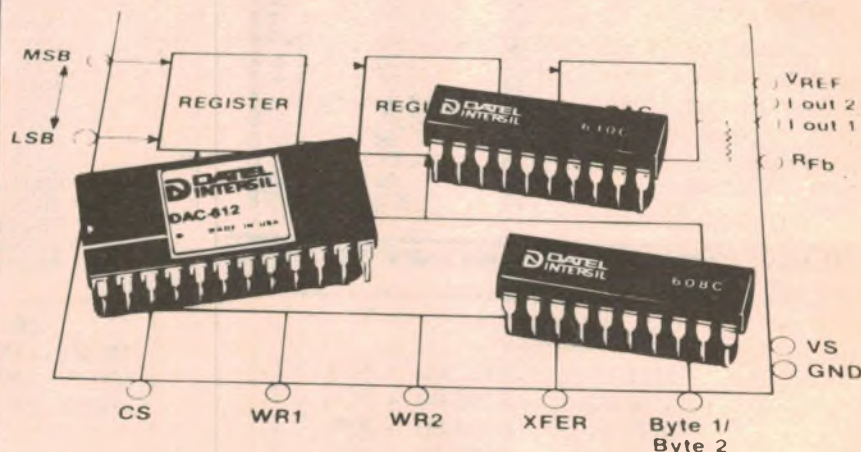 MSB
REGISTER
REGI
VREF
I out 2
I out 1
LSB
RFb
DATEL
INTERSIL
610C
DATEL
INTERSIL
DAC-612
MADE IN USA
DATEL
INTERSIL
608C
VS
GND
CS
WR1
WR2
XFER
Byte 1/
Byte 2